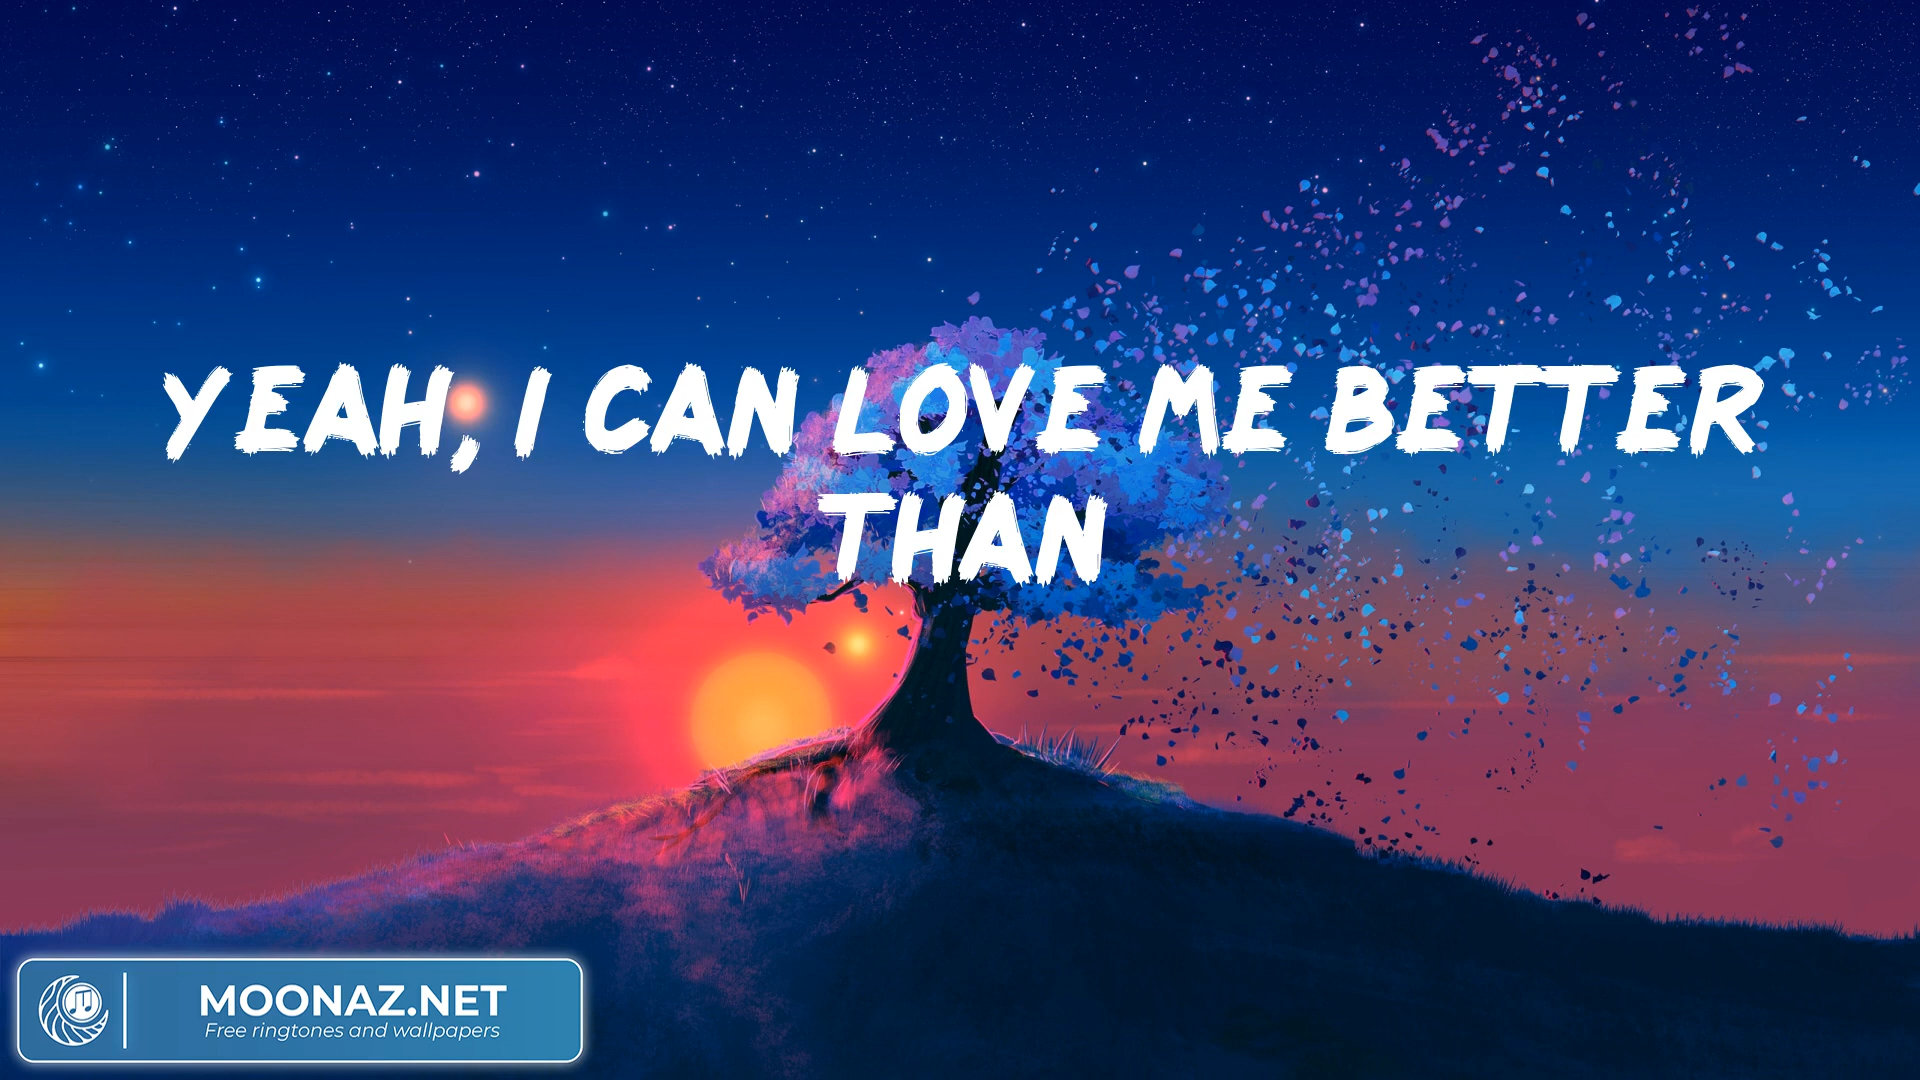 YEAH, I CAN LOVE ME BETTER
THAN
MOONAZ.NET
Free ringtones and wallpapers